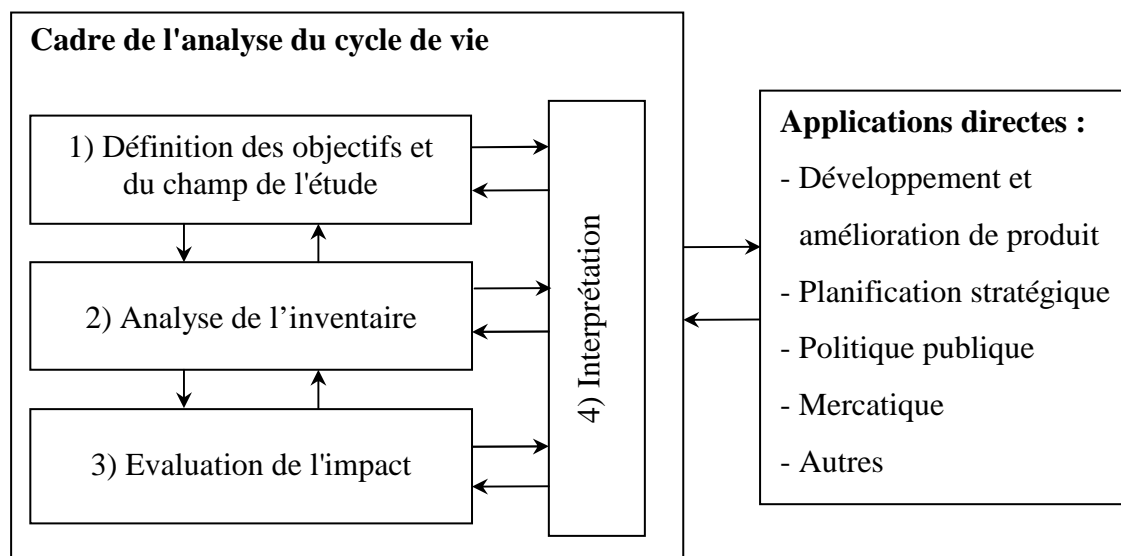 Cadre de l'analyse du cycle de vie
1) Définition des objectifs et
du champ de l'étude
2) Analyse de l’inventaire
3) Evaluation de l'impact
4) Interprétation
Applications directes :
- Développement et
amélioration de produit
- Planification stratégique
- Politique publique
- Mercatique
- Autres